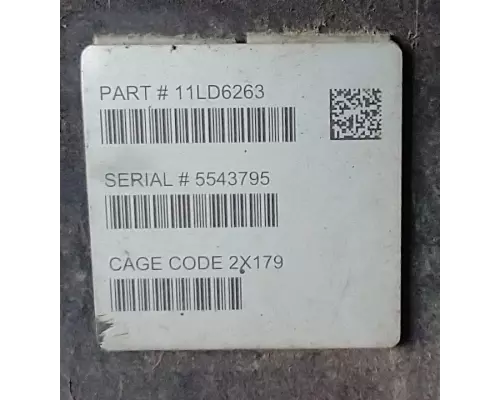 PART # 11LD6263
SERIAL # 5543795
CAGE CODE 2X179